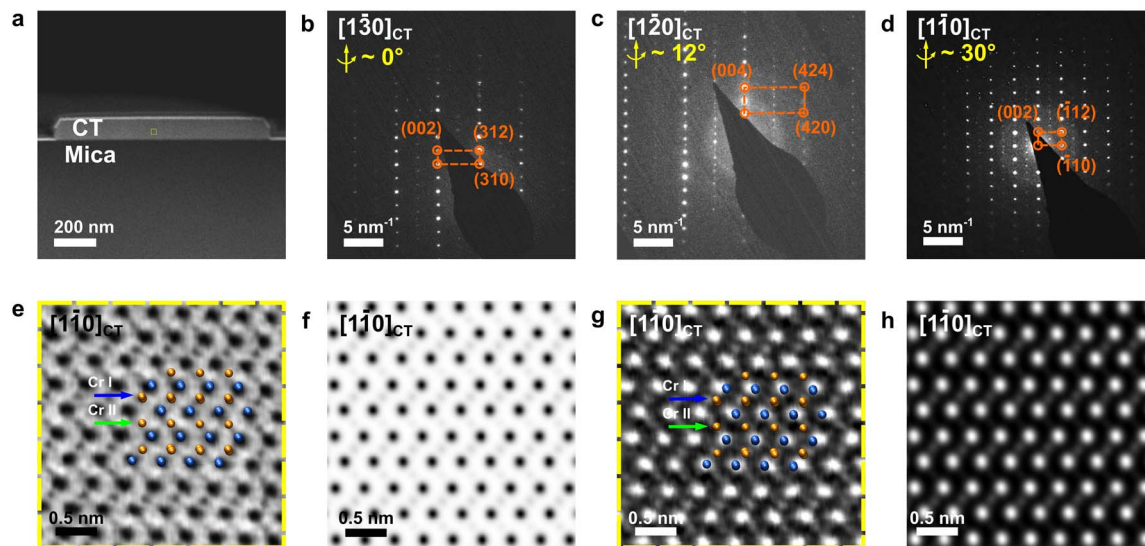 a
CT
Mica
200 nm
b
[13̄0]CT
~ 0°
(002)
(312)
(310)
5 nm⁻¹
c
[12̄0]CT
~ 12°
(004)
(424)
(420)
5 nm⁻¹
d
[11̄0]CT
~ 30°
(002)
(1̄12)
(1̄10)
5 nm⁻¹
e
[11̄0]CT
Cr I
Cr II
0.5 nm
f
[11̄0]CT
0.5 nm
g
[11̄0]CT
Cr I
Cr II
0.5 nm
h
[11̄0]CT
0.5 nm